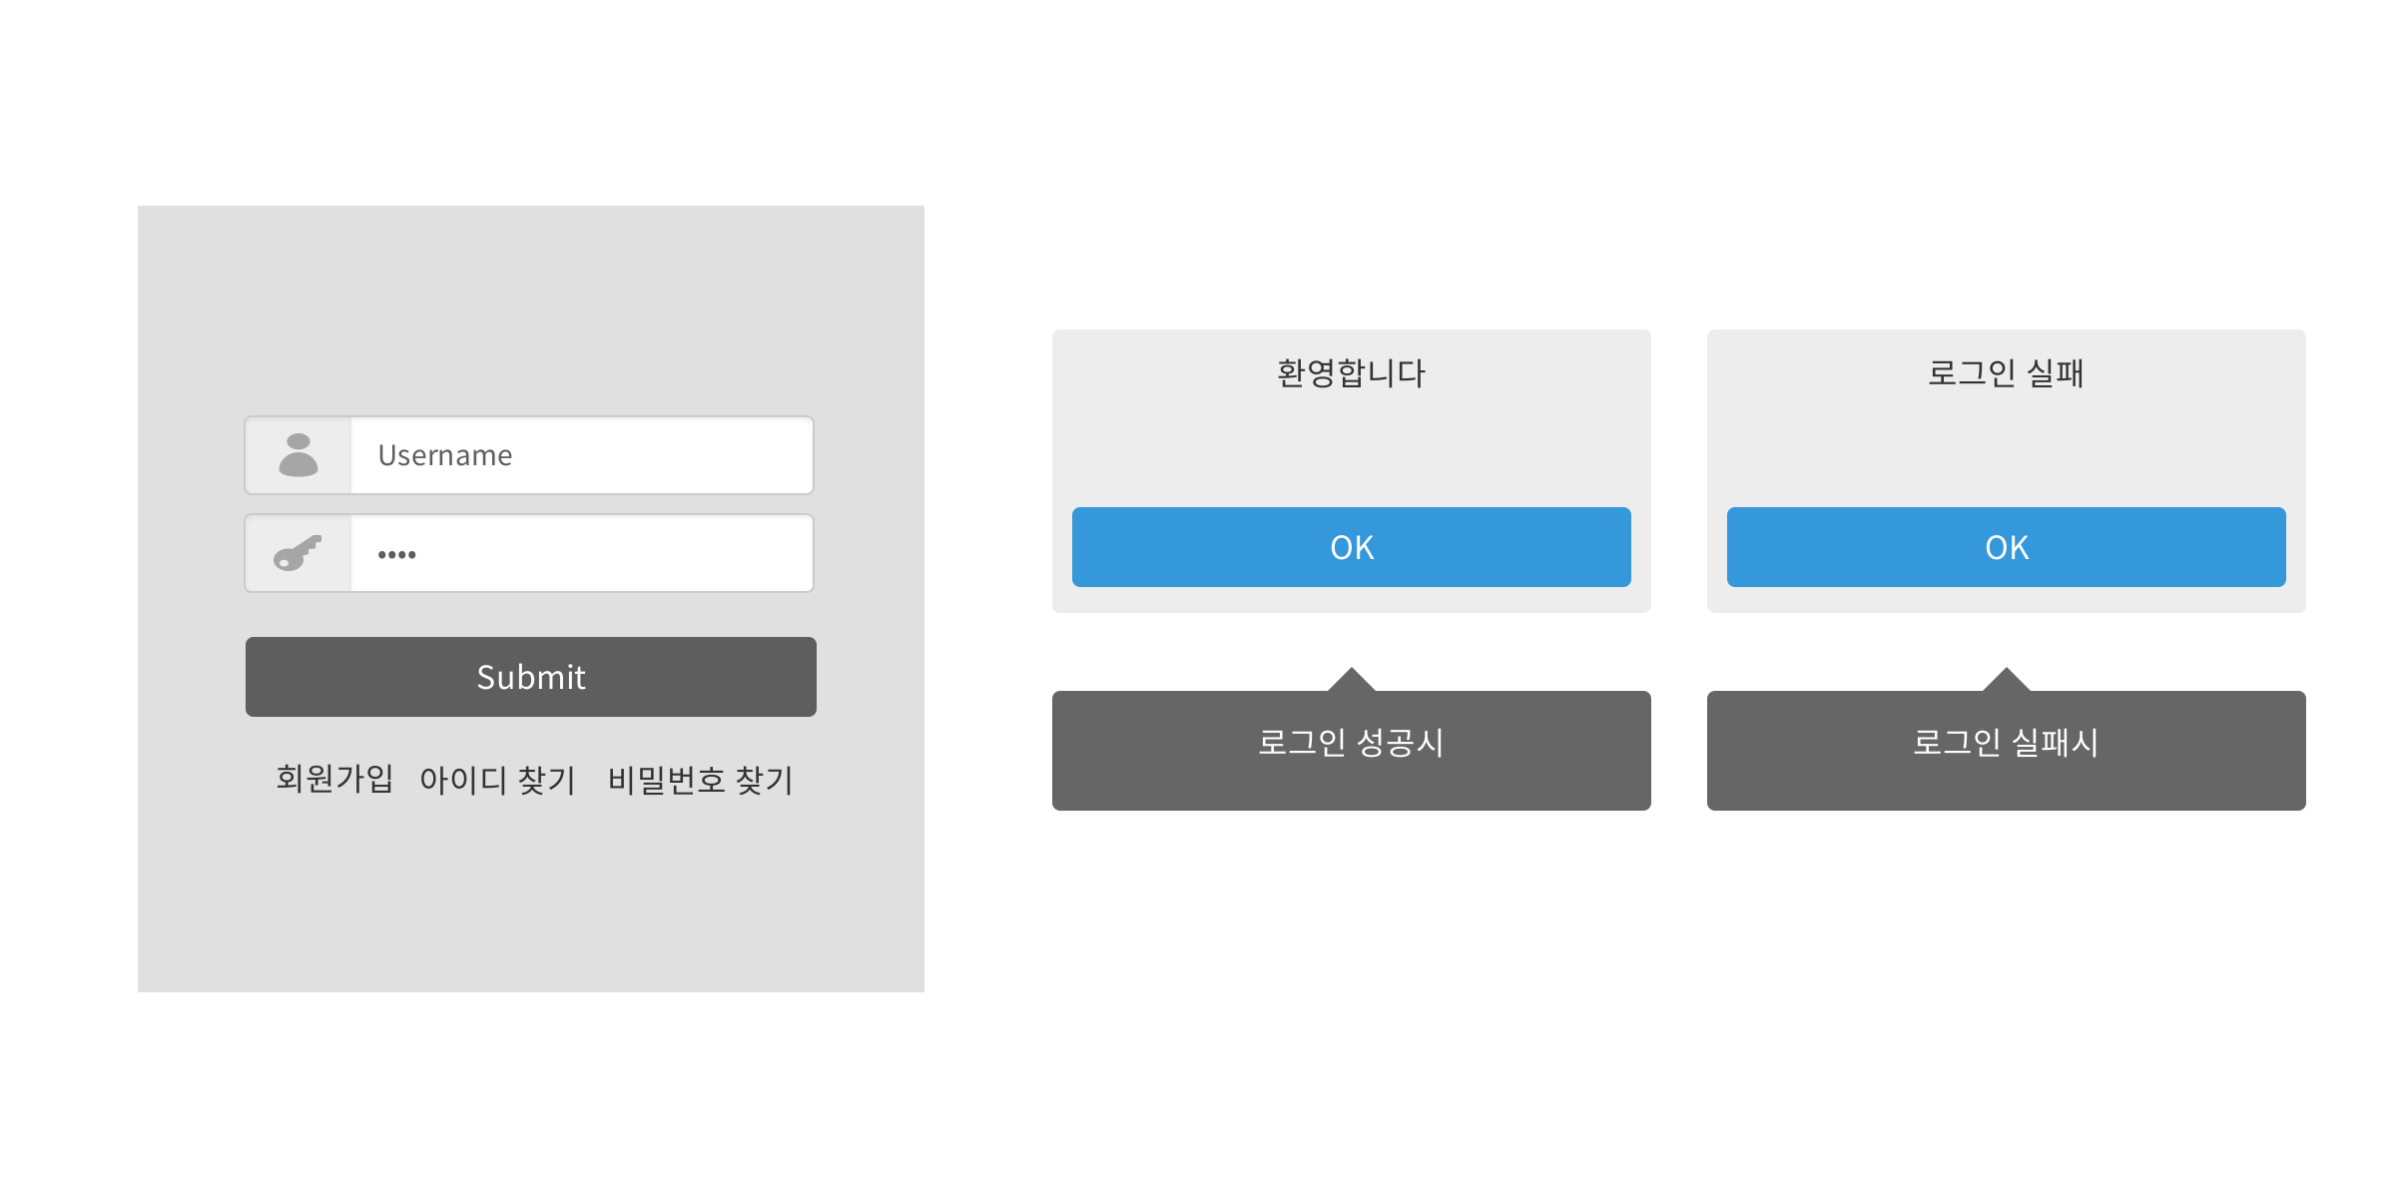 Username
••••
Submit
회원가입 아이디 찾기 비밀번호 찾기
환영합니다
OK
로그인 성공시
로그인 실패
OK
로그인 실패시